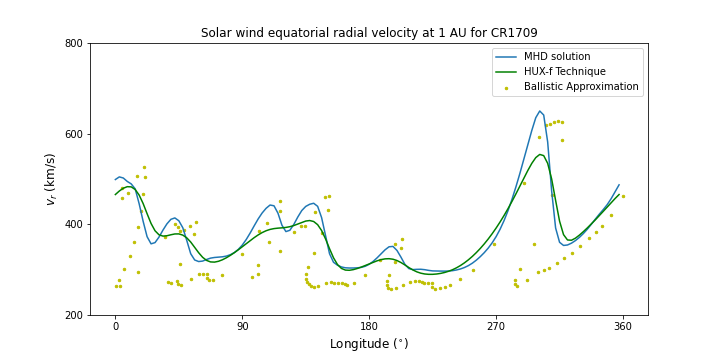 Solar wind equatorial radial velocity at 1 AU for CR1709
MHD solution
HUX-f Technique
Ballistic Approximation
800
600
400
200
v_r (km/s)
0 90 180 270 360
Longitude (°)